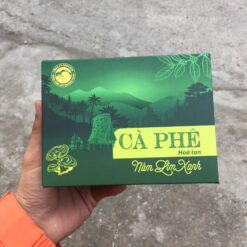 CÀ PHÊ
Hoà tan
Nấm Lim Xanh